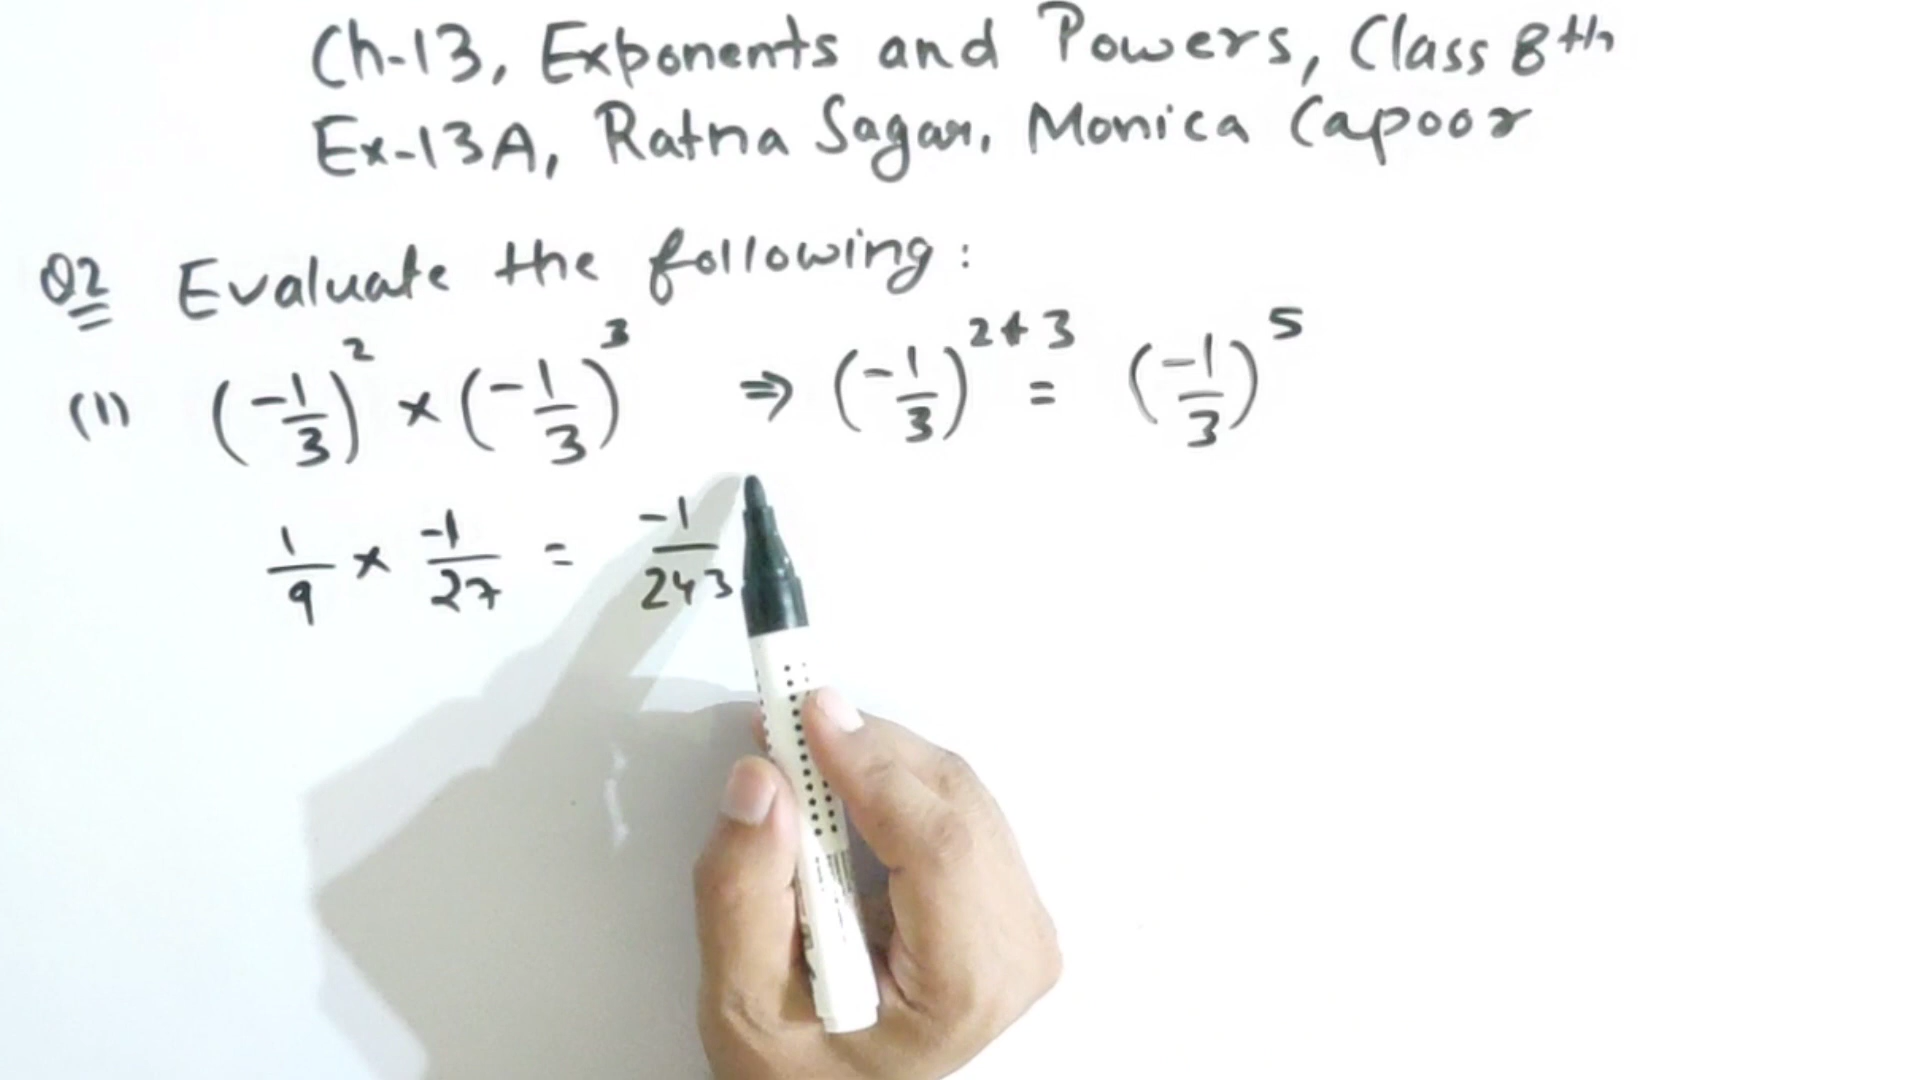 Ch-13, Exponents and Powers, Class 8th
Ex-13A, Ratna Sagar, Monica Capoor
Q2 Evaluate the following:
(1) (-1/3)² × (-1/3)³ ⇒ (-1/3)²⁺³ = (-1/3)⁵
1/9 × -1/27 = -1/243